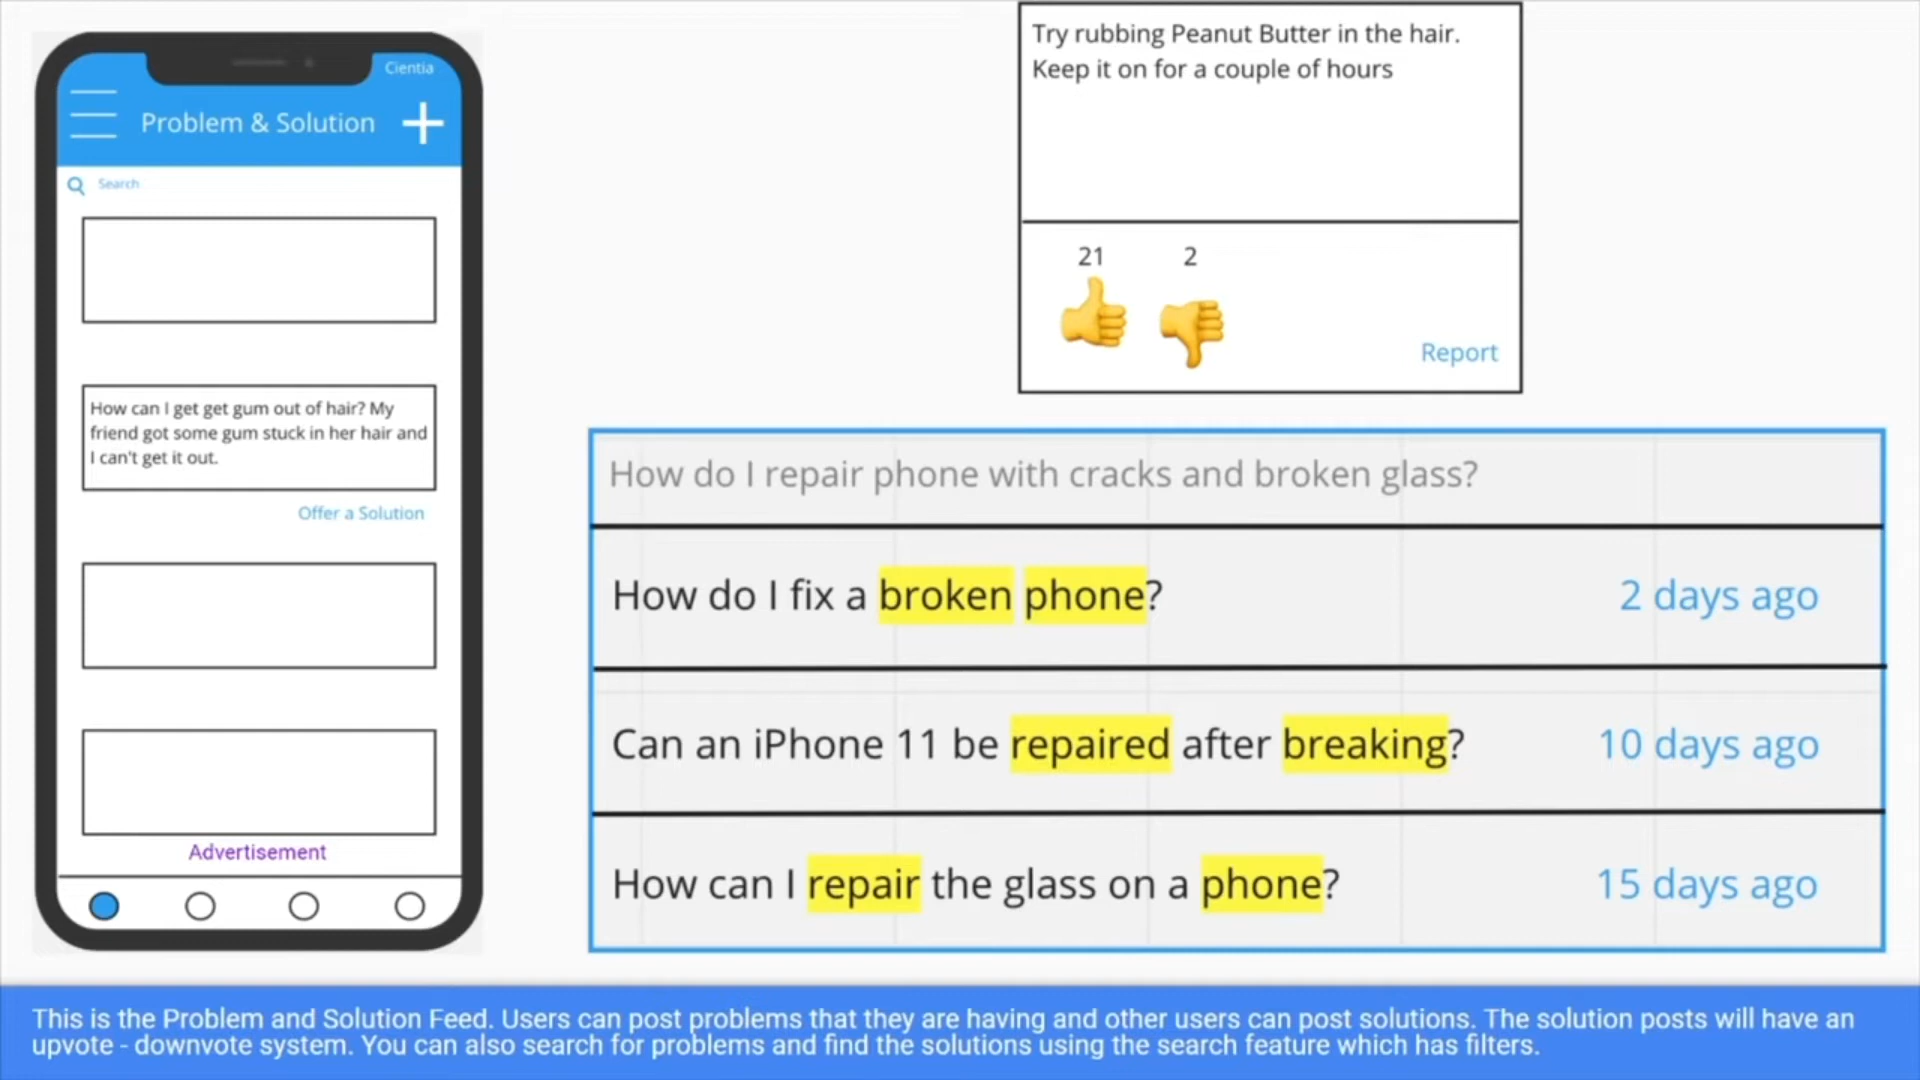 Cientia
Problem & Solution
Search
How can I get get gum out of hair? My
friend got some gum stuck in her hair and
I can't get it out.
Offer a Solution
Advertisement
Try rubbing Peanut Butter in the hair.
Keep it on for a couple of hours
21 2
Report
How do I repair phone with cracks and broken glass?
How do I fix a broken phone? 2 days ago
Can an iPhone 11 be repaired after breaking? 10 days ago
How can I repair the glass on a phone? 15 days ago
This is the Problem and Solution Feed. Users can post problems that they are having and other users can post solutions. The solution posts will have an
upvote - downvote system. You can also search for problems and find the solutions using the search feature which has filters.